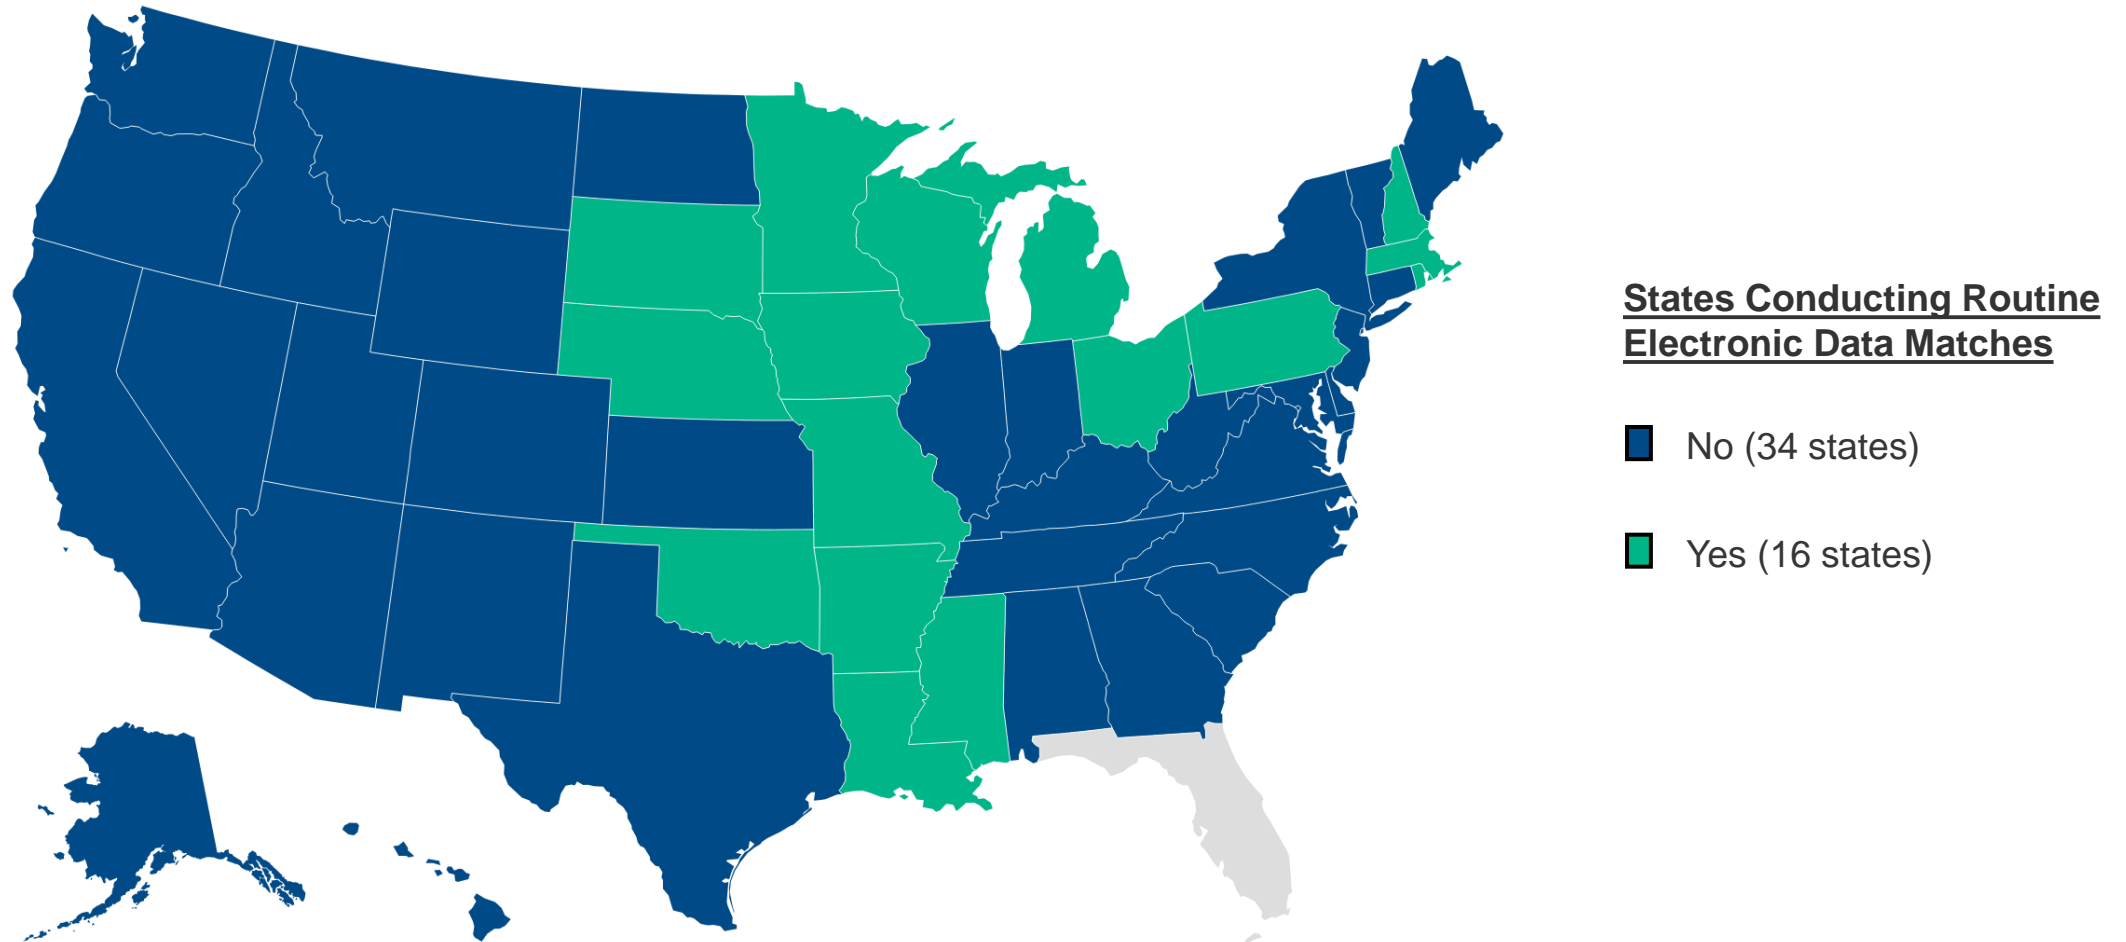 States Conducting Routine
Electronic Data Matches
No (34 states)
Yes (16 states)